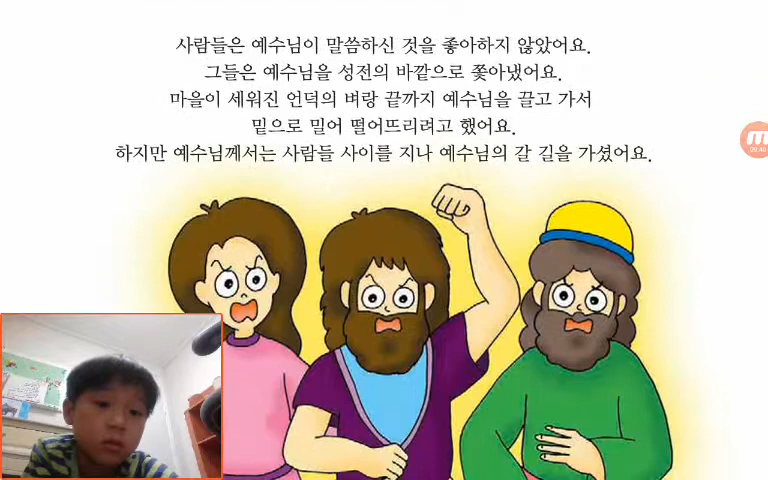 사람들은 예수님이 말씀하신 것을 좋아하지 않았어요.
그들은 예수님을 성전의 바깥으로 쫓아냈어요.
마을이 세워진 언덕의 벼랑 끝까지 예수님을 끌고 가서
밑으로 밀어 떨어뜨리려고 했어요.
하지만 예수님께서는 사람들 사이를 지나 예수님의 갈 길을 가셨어요.